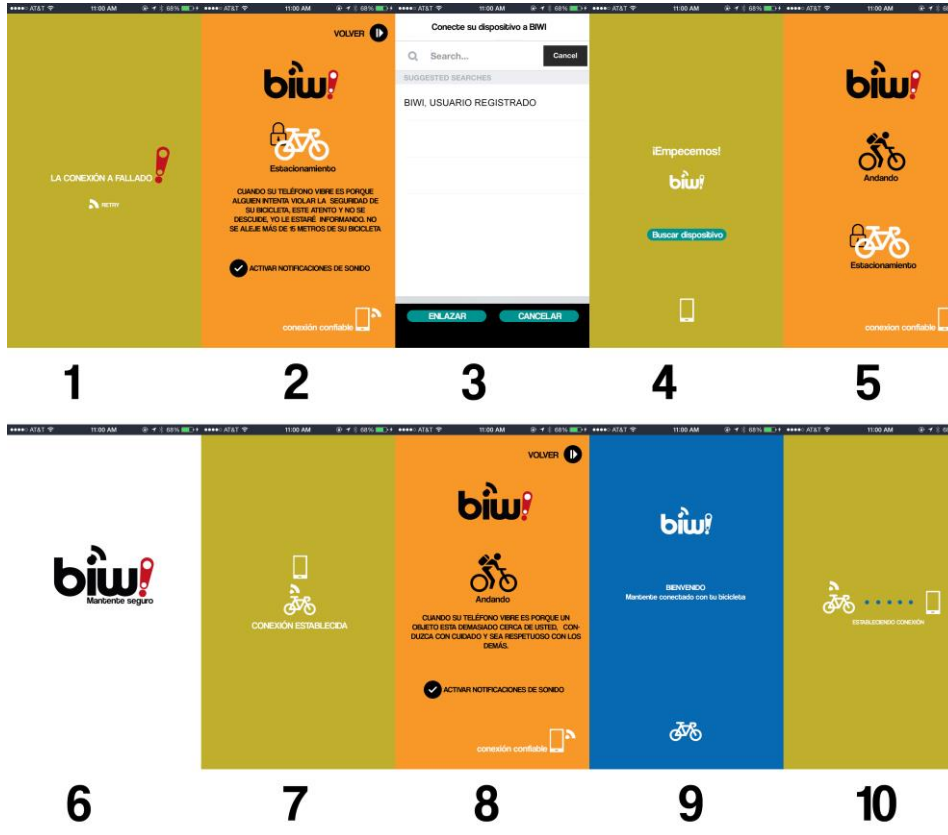 AT&T 11:00 AM 68%
LA CONEXIÓN A FALLADO
RETRY
1
AT&T 11:00 AM 68%
VOLVER
biw!
Estacionamiento
CUANDO SU TELÉFONO VIBRE ES PORQUE
ALGUIEN INTENTA VIOLAR LA SEGURIDAD DE
SU BICICLETA, ESTE ATENTO Y NO SE
DESCUIDE, YO LE ESTARÉ INFORMANDO. NO
SE ALEJE MÁS DE 15 METROS DE SU BICICLETA
ACTIVAR NOTIFICACIONES DE SONIDO
conexión confiable
2
AT&T 11:00 AM 68%
Conecte su dispositivo a BIWI
Search...
Cancel
SUGGESTED SEARCHES
BIWI, USUARIO REGISTRADO
ENLAZAR CANCELAR
3
AT&T 11:00 AM 68%
¡Empecemos!
biw!
Buscar dispositivo
4
AT&T 11:00 AM
biw!
Andando
Estacionamiento
conexion confiable
5
AT&T 11:00 AM 68%
biw!
Mantente seguro
6
AT&T 11:00 AM 68%
CONEXIÓN ESTABLECIDA
7
AT&T 11:00 AM 68%
VOLVER
biw!
Andando
CUANDO SU TELÉFONO VIBRE ES PORQUE UN
OBJETO ESTA DEMASIADO CERCA DE USTED, CON-
DUZCA CON CUIDADO Y SEA RESPETUOSO CON LOS
DEMÁS.
ACTIVAR NOTIFICACIONES DE SONIDO
conexión confiable
8
AT&T 11:00 AM 68%
biw!
BIENVENIDO
Mantente conectado con tu bicicleta
9
AT&T 11:00 AM
ESTABLECIENDO CONEXIÓN
10